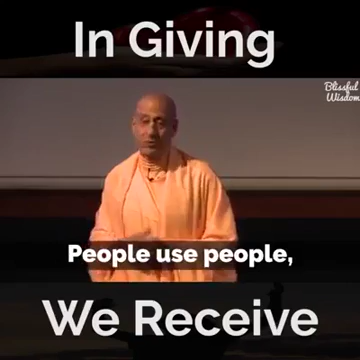 In Giving
Blissful
Wisdom
People use people,
We Receive